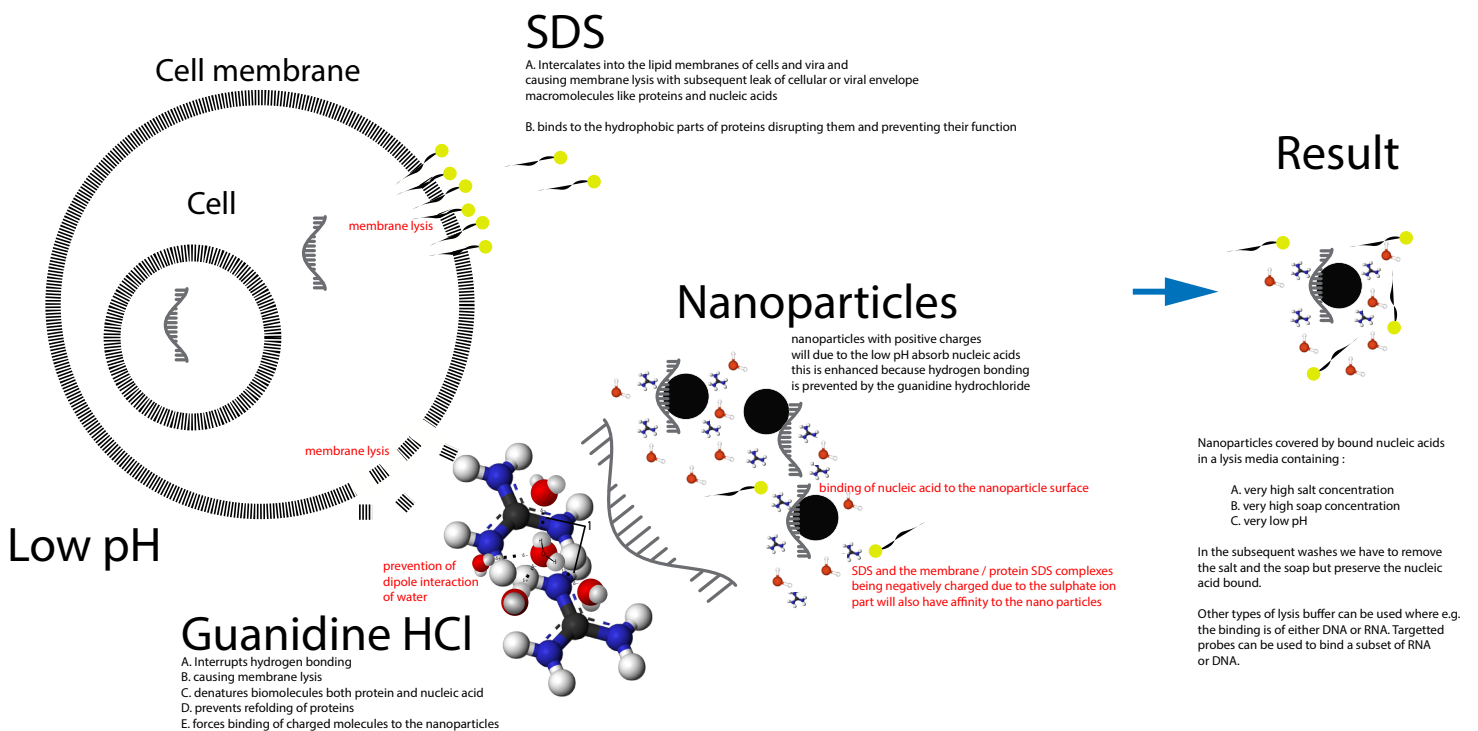 SDS
A. Intercalates into the lipid membranes of cells and vira and
causing membrane lysis with subsequent leak of cellular or viral envelope
macromolecules like proteins and nucleic acids
B. binds to the hydrophobic parts of proteins disrupting them and preventing their function
Cell membrane
Cell
membrane lysis
membrane lysis
Low pH
prevention of
dipole interaction
of water
1
Guanidine HCl
A. Interrupts hydrogen bonding
B. causing membrane lysis
C. denatures biomolecules both protein and nucleic acid
D. prevents refolding of proteins
E. forces binding of charged molecules to the nanoparticles
Nanoparticles
nanoparticles with positive charges
will due to the low pH absorb nucleic acids
this is enhanced because hydrogen bonding
is prevented by the guanidine hydrochloride
binding of nucleic acid to the nanoparticle surface
SDS and the membrane / protein SDS complexes
being negatively charged due to the sulphate ion
part will also have affinity to the nano particles
Result
Nanoparticles covered by bound nucleic acids
in a lysis media containing :
A. very high salt concentration
B. very high soap concentration
C. very low pH
In the subsequent washes we have to remove
the salt and the soap but preserve the nucleic
acid bound.
Other types of lysis buffer can be used where e.g.
the binding is of either DNA or RNA. Targetted
probes can be used to bind a subset of RNA
or DNA.